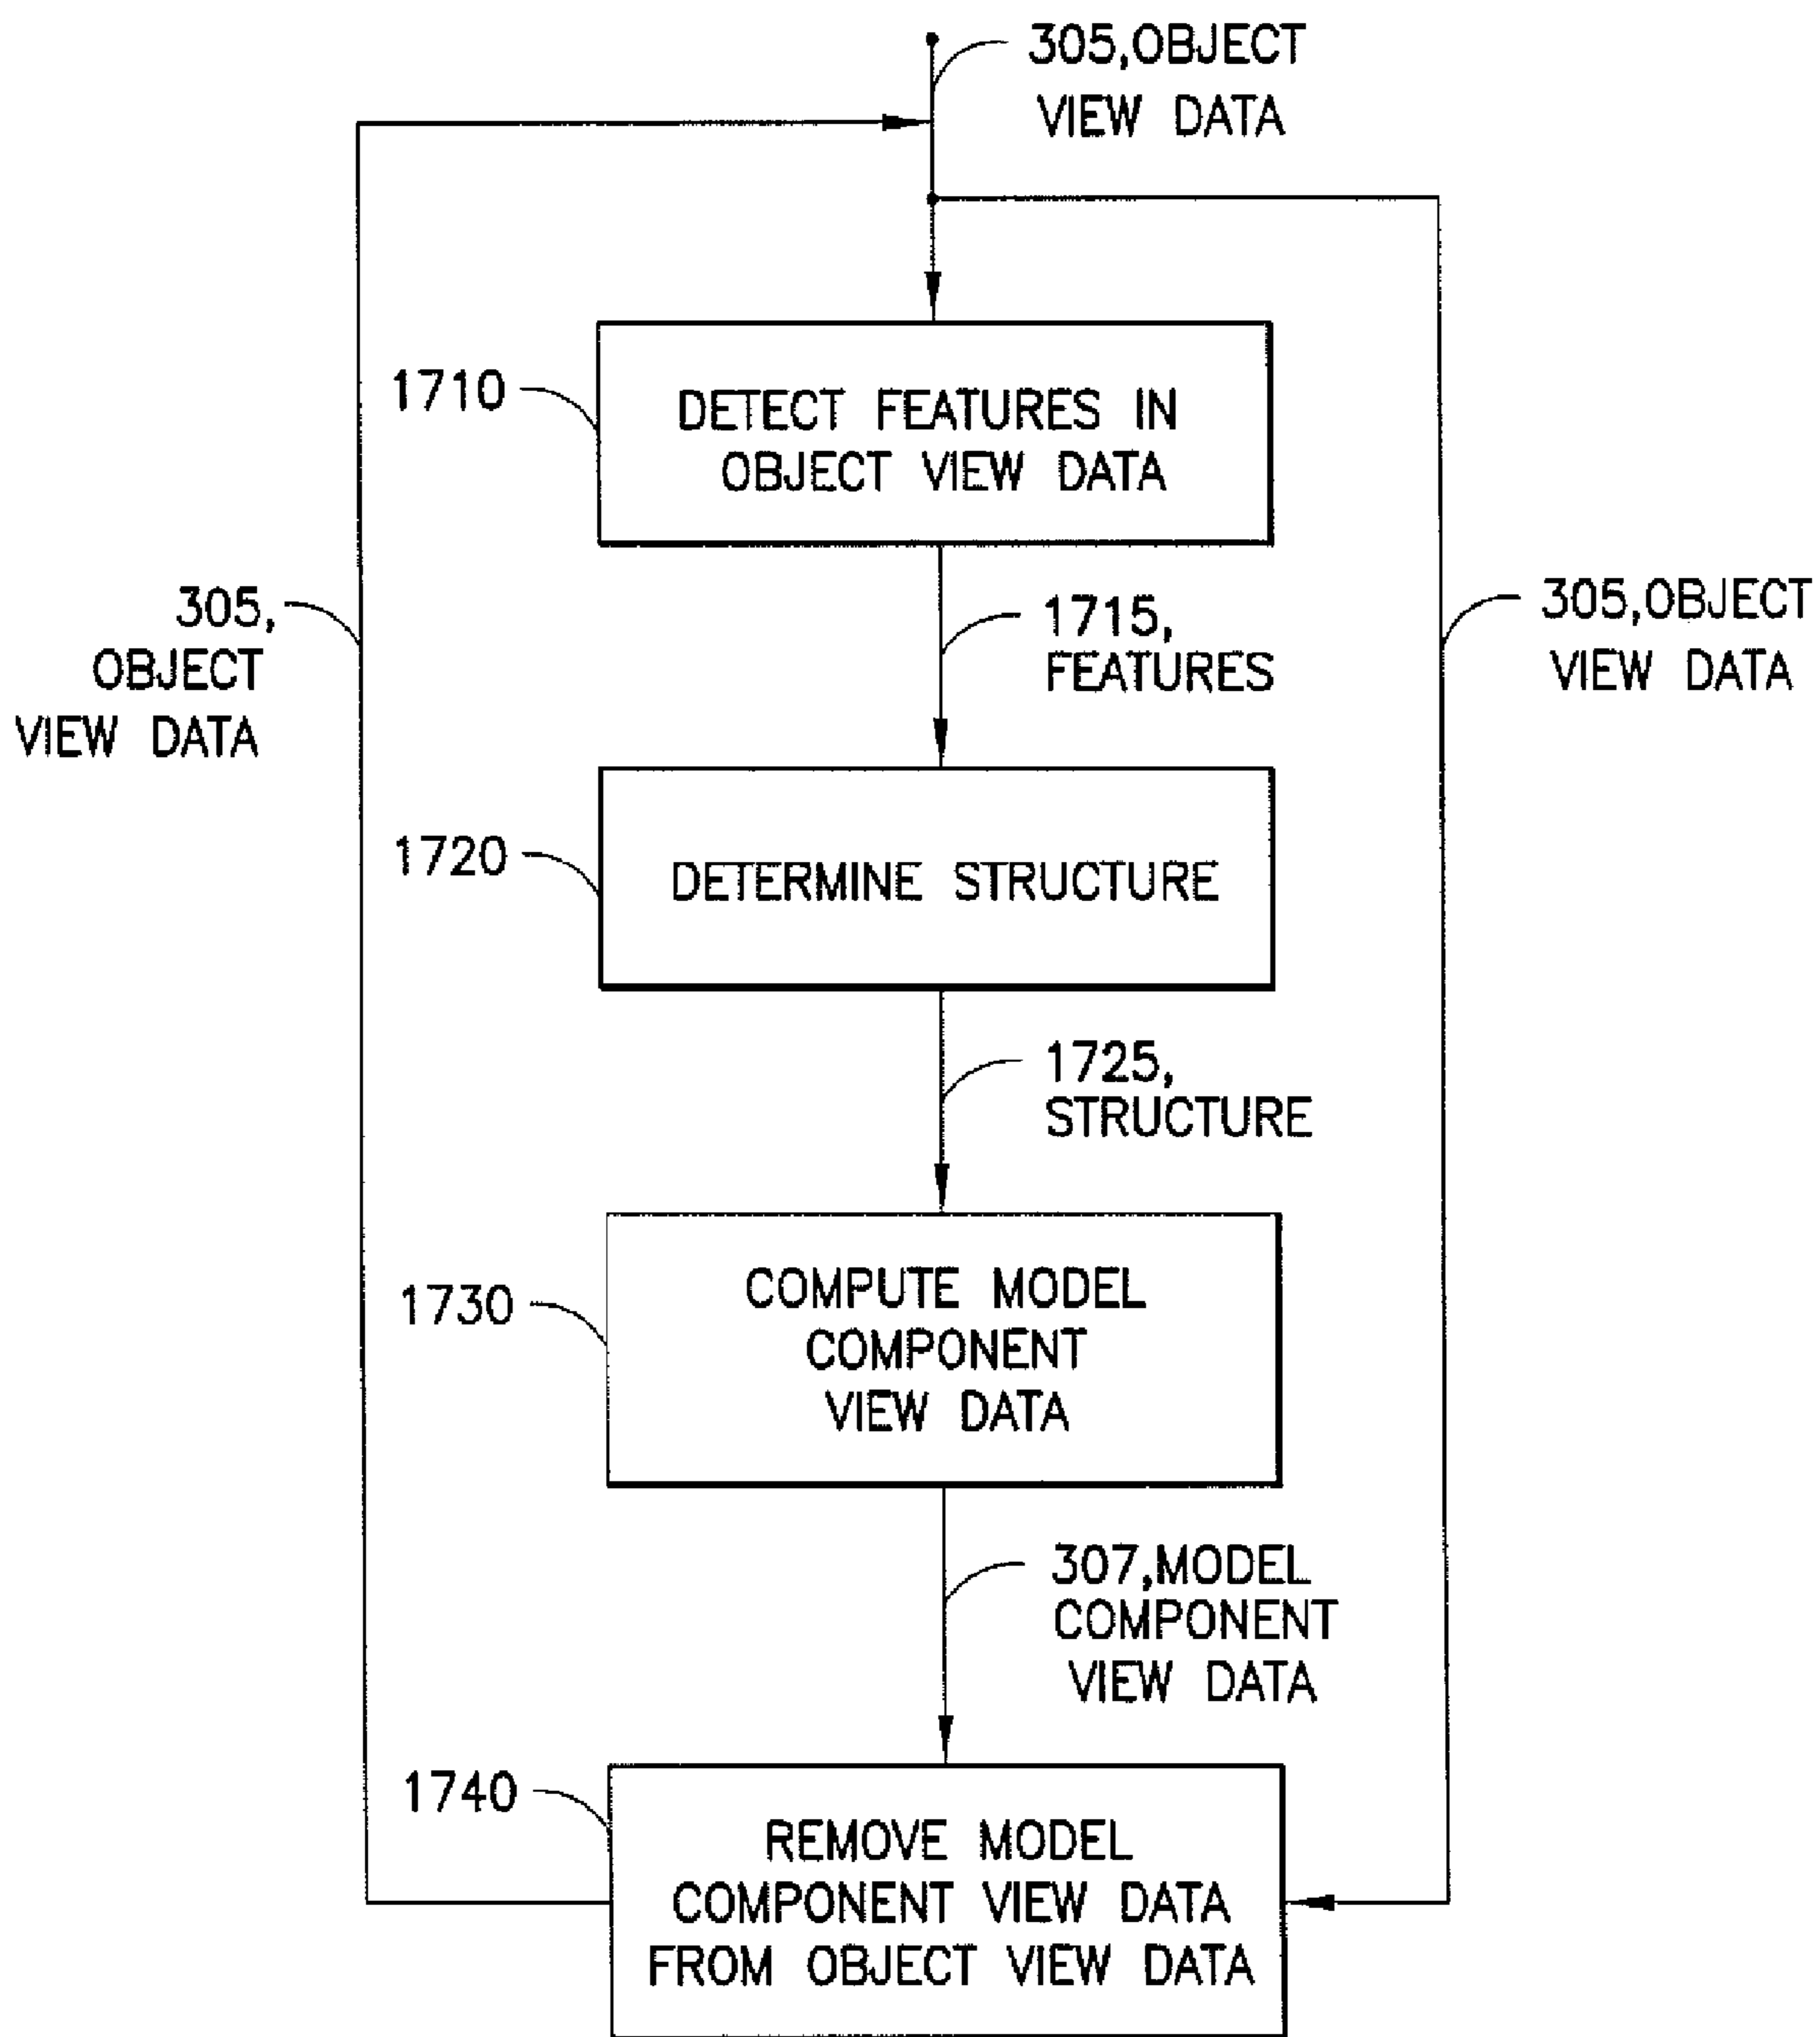 305,OBJECT
VIEW DATA
1710
DETECT FEATURES IN
OBJECT VIEW DATA
305,
OBJECT
VIEW DATA
1715,
FEATURES
305,OBJECT
VIEW DATA
1720
DETERMINE STRUCTURE
1725,
STRUCTURE
1730
COMPUTE MODEL
COMPONENT
VIEW DATA
307,MODEL
COMPONENT
VIEW DATA
1740
REMOVE MODEL
COMPONENT VIEW DATA
FROM OBJECT VIEW DATA